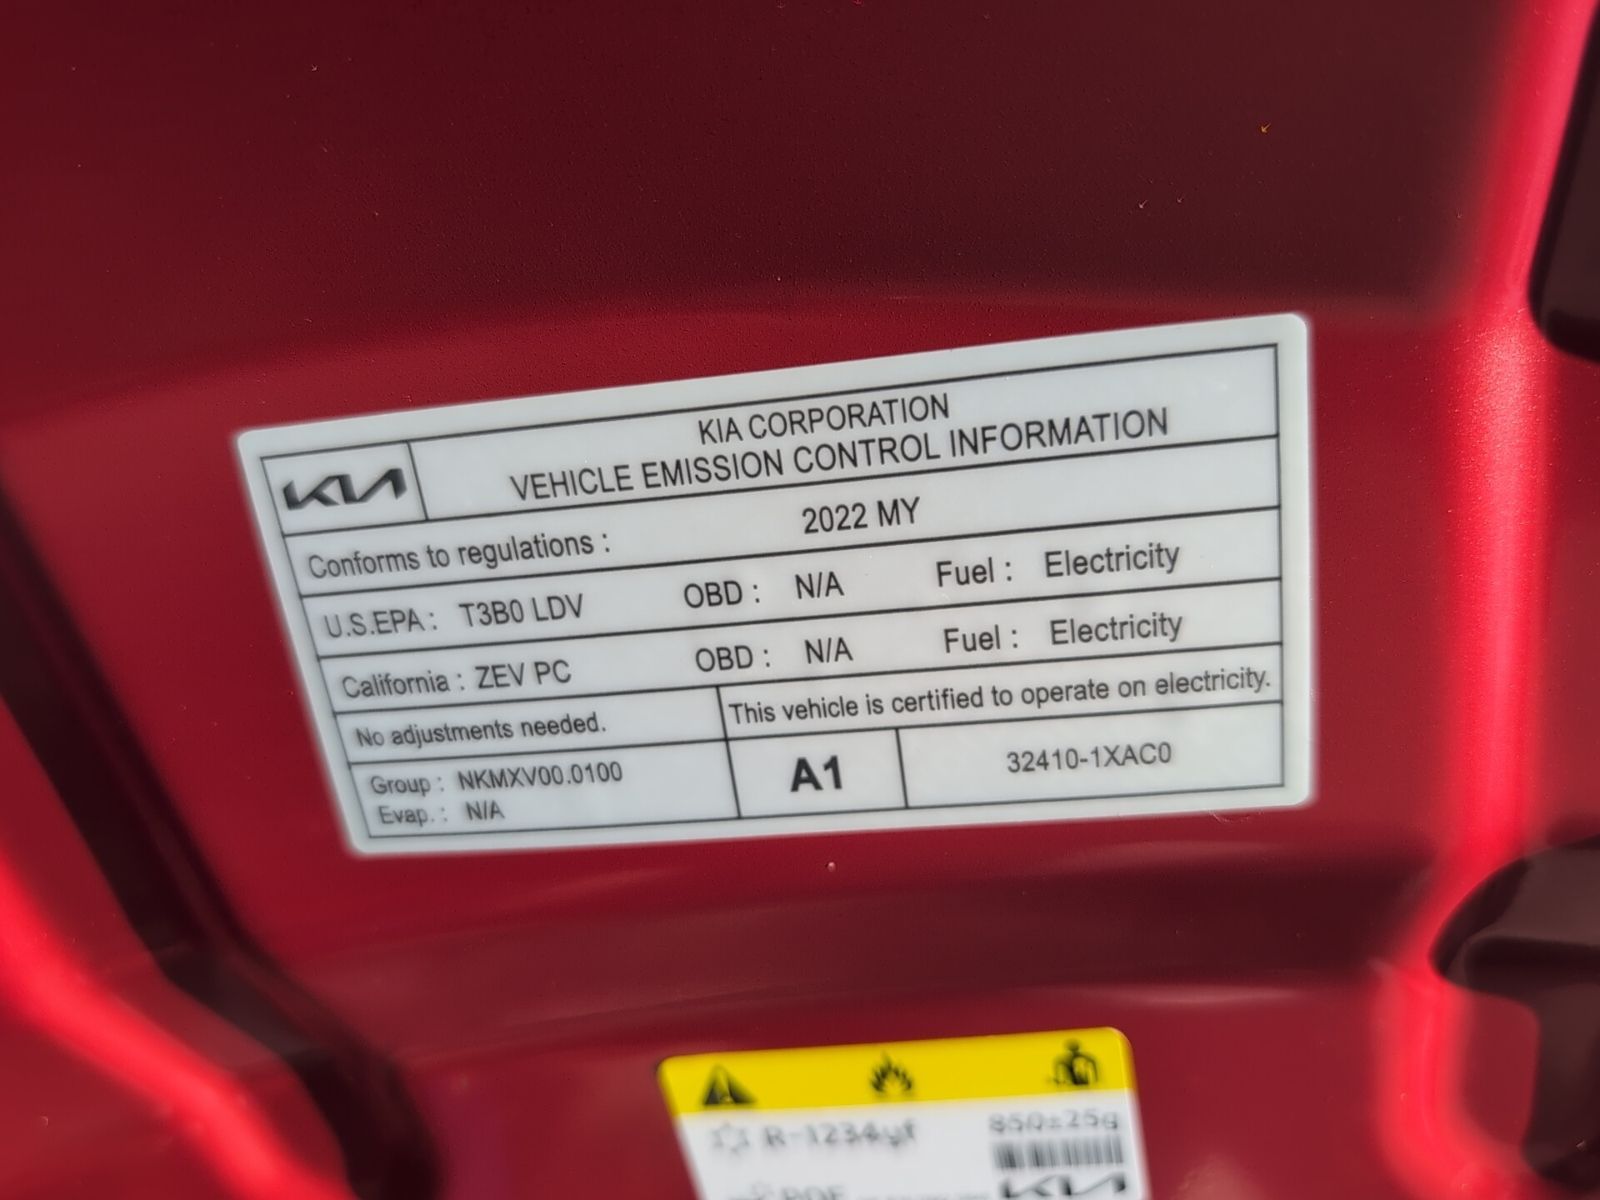 KIA CORPORATION
KIA VEHICLE EMISSION CONTROL INFORMATION
Conforms to regulations : 2022 MY
U.S.EPA : T3B0 LDV OBD : N/A Fuel : Electricity
California : ZEV PC OBD : N/A Fuel : Electricity
No adjustments needed. This vehicle is certified to operate on electricity.
Group : NKMXV00.0100 A1 32410-1XAC0
Evap. : N/A
R-1234yf 850±25g
KIA